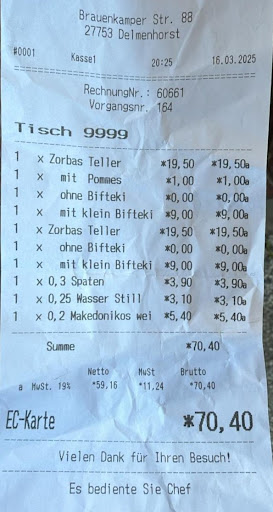 Brauenkamper Str. 88
27753 Delmenhorst
#0001 Kasse1 20:25 16.03.2025
RechnungNr.: 60661
Vorgangsnr. 164
Tisch 9999
1 x Zorbas Teller *19,50 *19,50a
1 x mit Pommes *1,00 *1,00a
1 x ohne Bifteki *0,00 *0,00a
1 x mit klein Bifteki *9,00 *9,00a
1 x Zorbas Teller *19,50 *19,50a
1 x ohne Bifteki *0,00 *0,00a
1 x mit klein Bifteki *9,00 *9,00a
1 x 0,3 Spaten *3,90 *3,90a
1 x 0,25 Wasser Still *3,10 *3,10a
1 x 0,2 Makedonikos wei *5,40 *5,40a
Summe *70,40
Netto MwSt Brutto
a MwSt. 19% *59,16 *11,24 *70,40
EC-Karte *70,40
Vielen Dank für Ihren Besuch!
Es bediente Sie Chef